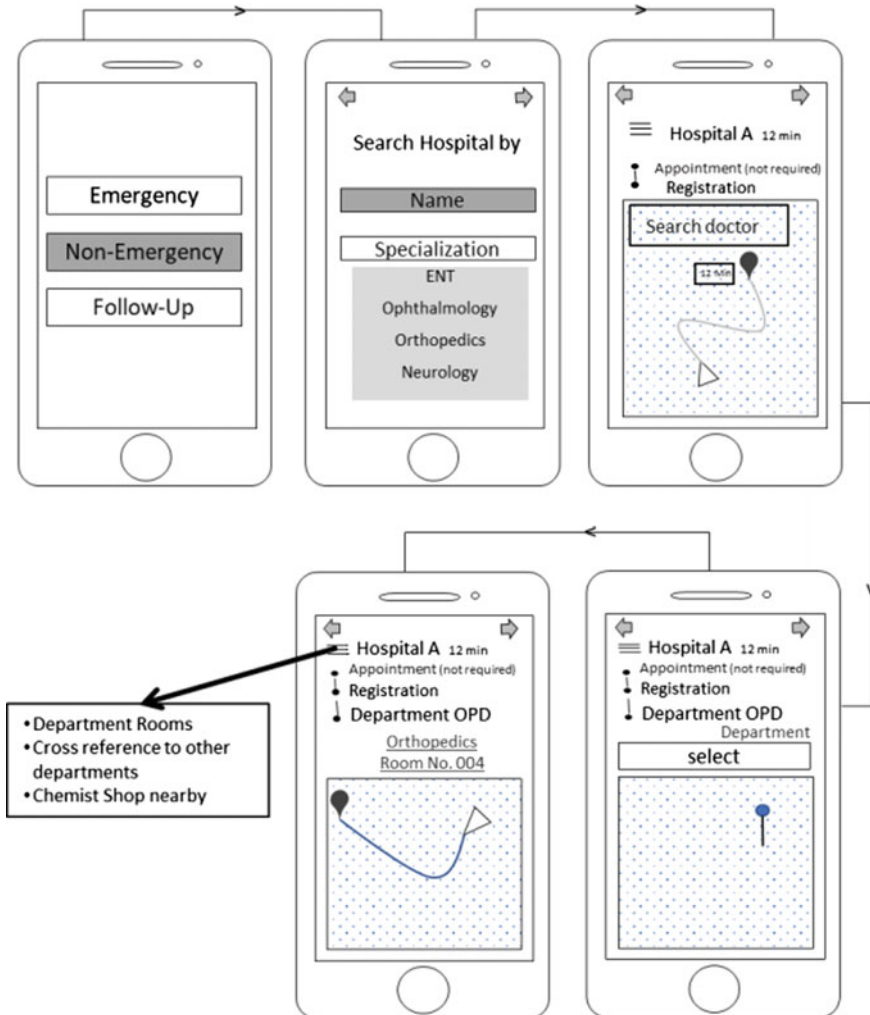 Emergency
Non-Emergency
Follow-Up
Search Hospital by
Name
Specialization
ENT
Ophthalmology
Orthopedics
Neurology
Hospital A 12 min
Appointment (not required)
Registration
Search doctor
12 Min
Hospital A 12 min
Appointment (not required)
Registration
Department OPD
Department
select
Hospital A 12 min
Appointment (not required)
Registration
Department OPD
Orthopedics
Room No. 004
•Department Rooms
•Cross reference to other
departments
•Chemist Shop nearby